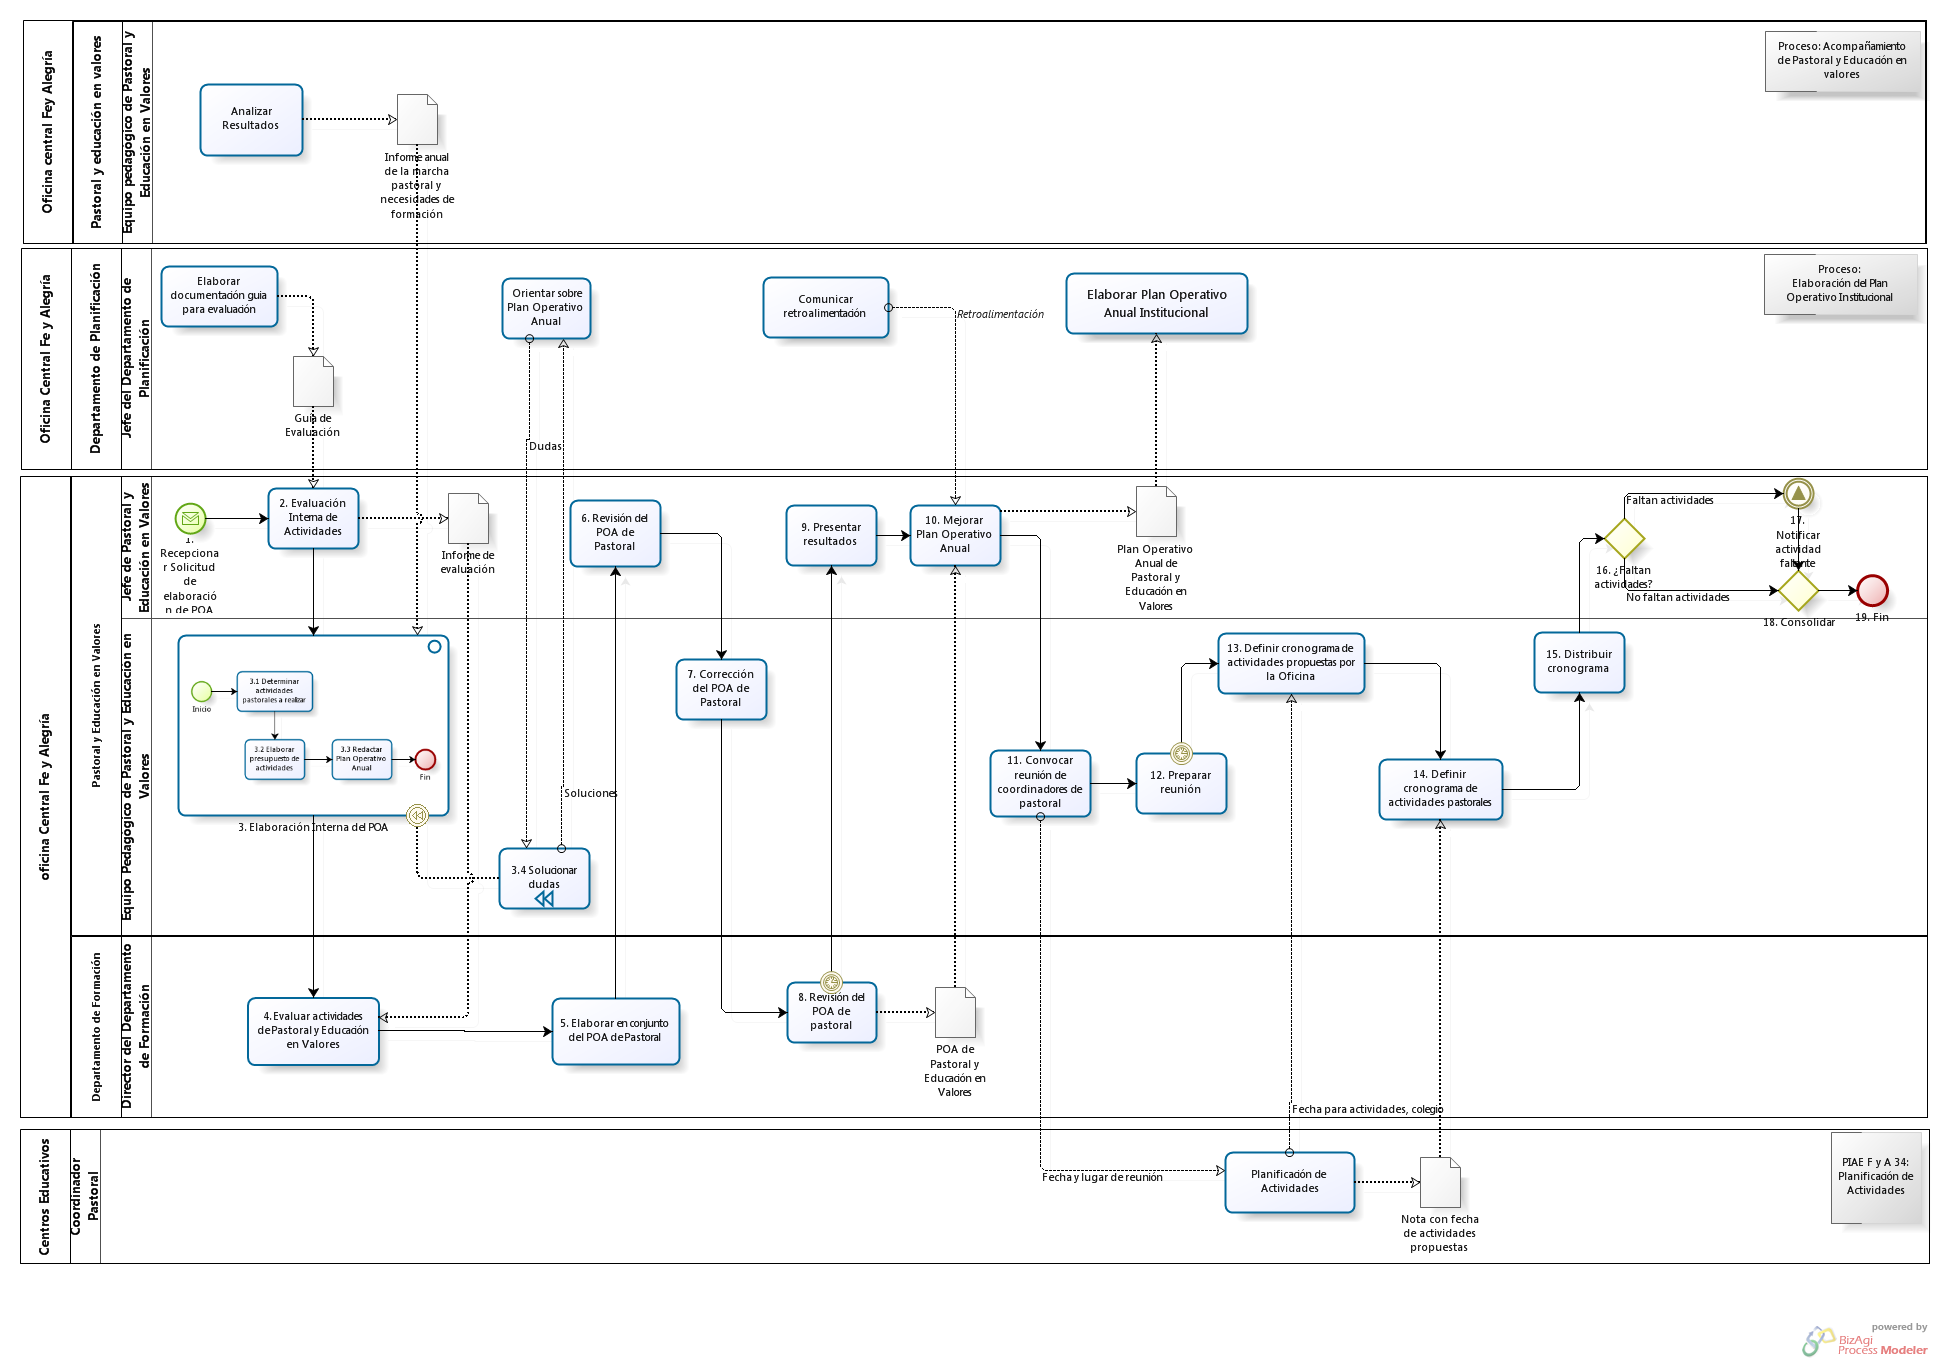 Oficina central Fey Alegría
Pastoral y educación en valores
Equipo pedagógico de Pastoral y
Educación en Valores
Analizar
Resultados
Informe anual
de la marcha
pastoral y
necesidades de
formación
Proceso: Acompañamiento
de Pastoral y Educación en
valores
Oficina Central Fe y Alegría
Departamento de Planificación
Jefe del Departamento de
Planificación
Elaborar
documentación guia
para evaluación
Guia de
Evaluación
Orientar sobre
Plan Operativo
Anual
Dudas
Comunicar
retroalimentación
Retroalimentación
Elaborar Plan Operativo
Anual Institucional
Proceso:
Elaboración del Plan
Operativo Institucional
oficina Central Fe y Alegría
Pastoral y Educación en Valores
Jefe de Pastoral y
Educación en Valores
1.
Recepciona
r Solicitud
de
elaboració
n de POA
2. Evaluación
Interna de
Actividades
Informe de
evaluación
6. Revisión del
POA de
Pastoral
9. Presentar
resultados
10. Mejorar
Plan Operativo
Anual
Plan Operativo
Anual de
Pastoral y
Educación en
Valores
16. ¿Faltan
actividades?
Faltan actividades
No faltan actividades
17.
Notificar
actividad
faltante
18. Consolidar
19. Fin
Equipo Pedagógico de Pastoral y Educación en
Valores
Inicio
3.1 Determinar
actividades
pastorales a realizar
3.2 Elaborar
presupuesto de
actividades
3.3 Redactar
Plan Operativo
Anual
Fin
3. Elaboración Interna del POA
3.4 Solucionar
dudas
Soluciones
7. Corrección
del POA de
Pastoral
11. Convocar
reunión de
coordinadores de
pastoral
12. Preparar
reunión
13. Definir cronograma de
actividades propuestas por
la Oficina
14. Definir
cronograma de
actividades pastorales
15. Distribuir
cronograma
Departamento de Formación
Director del Departamento
de Formación
4. Evaluar actividades
de Pastoral y Educación
en Valores
5. Elaborar en conjunto
del POA de Pastoral
8. Revisión del
POA de
pastoral
POA de
Pastoral y
Educación en
Valores
Fecha para actividades, colegio
Centros Educativos
Coordinador
Pastoral
Fecha y lugar de reunión
Planificación de
Actividades
Nota con fecha
de actividades
propuestas
PIAE F y A 34:
Planificación de
Actividades
powered by
BizAgi
Process Modeler